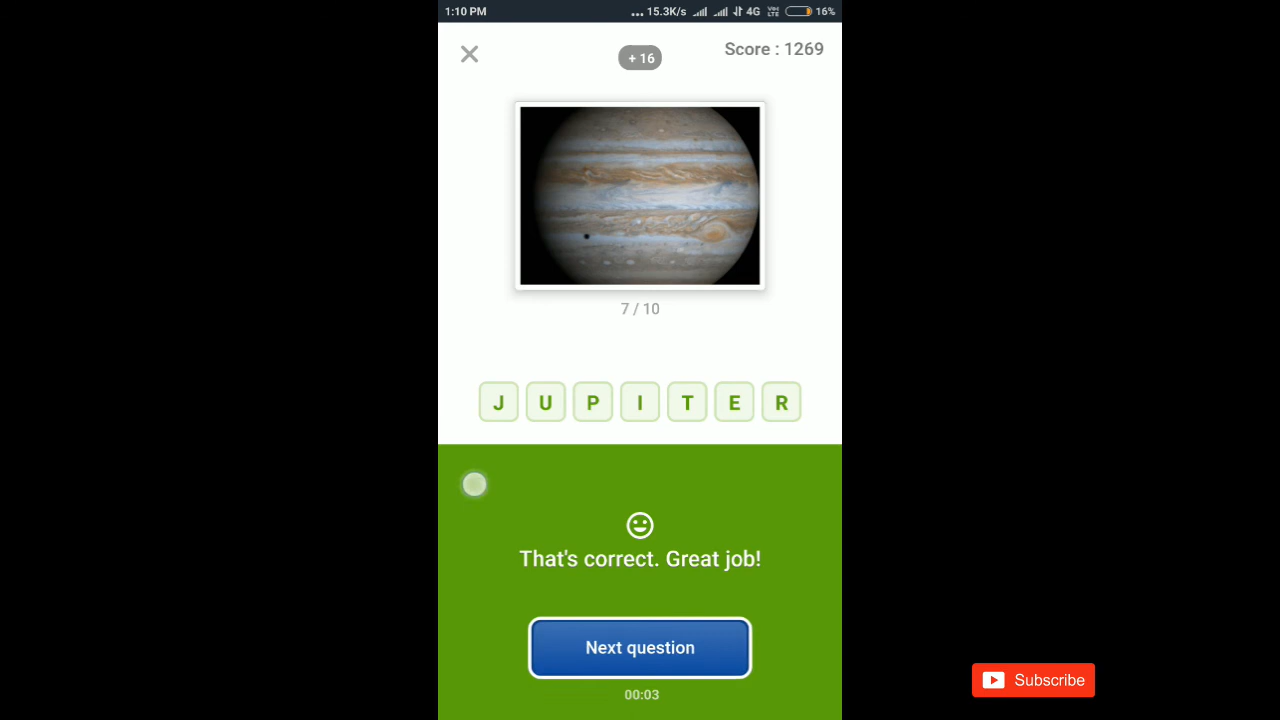 1:10 PM ... 15.3K/s 4G VoLTE 16%
+ 16
Score : 1269
7 / 10
J U P I T E R
That's correct. Great job!
Next question
00:03
Subscribe